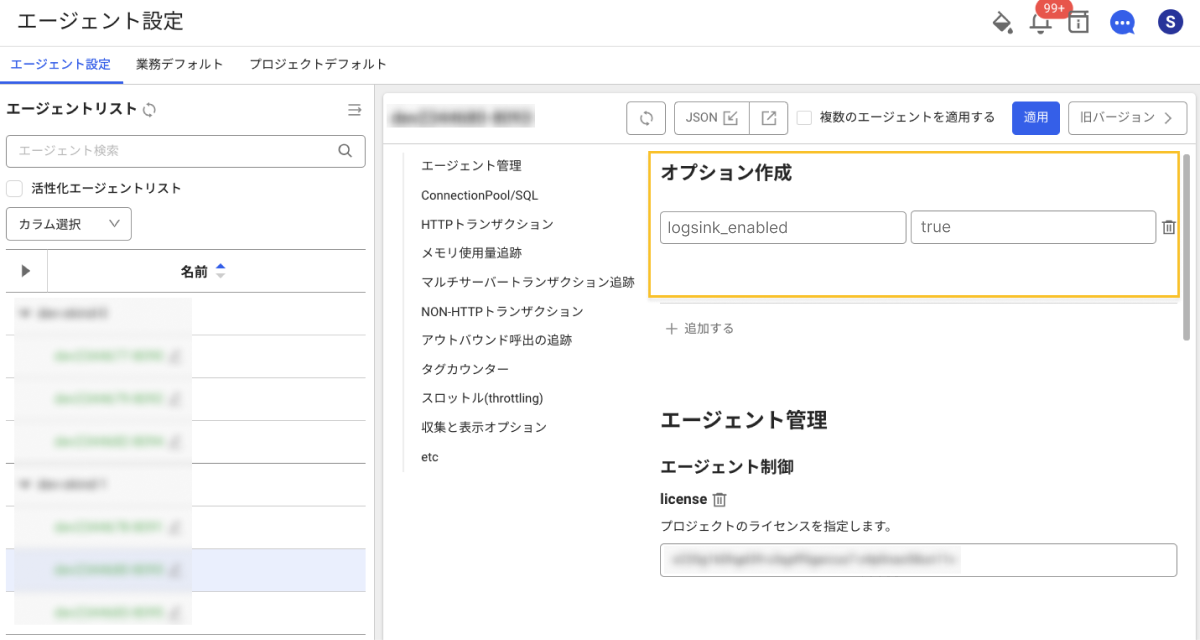 エージェント設定
99+
S
エージェント設定
業務デフォルト
プロジェクトデフォルト
エージェントリスト
エージェント検索
活性化エージェントリスト
カラム選択
名前
JSON
複数のエージェントを適用する
適用
旧バージョン
エージェント管理
ConnectionPool/SQL
HTTPトランザクション
メモリ使用量追跡
マルチサーバートランザクション追跡
NON-HTTPトランザクション
アウトバウンド呼出の追跡
タグカウンター
スロットル(throttling)
収集と表示オプション
etc
オプション作成
logsink_enabled
true
追加する
エージェント管理
エージェント制御
license
プロジェクトのライセンスを指定します。